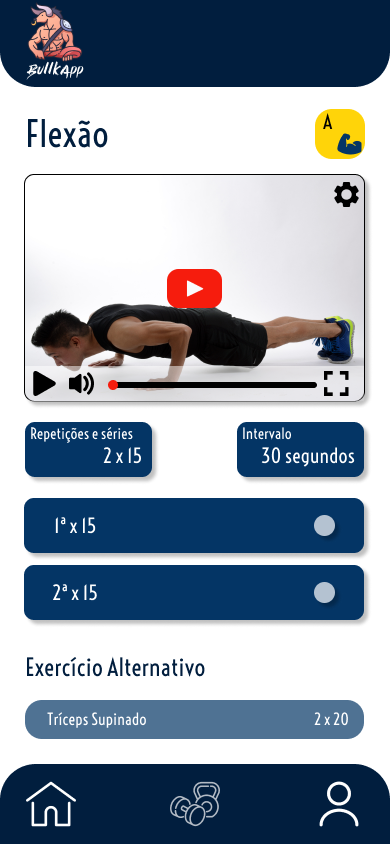 BullkApp
Flexão
A
Repetições e séries
2 x 15
Intervalo
30 segundos
1ª x 15
2ª x 15
Exercício Alternativo
Tríceps Supinado
2 x 20